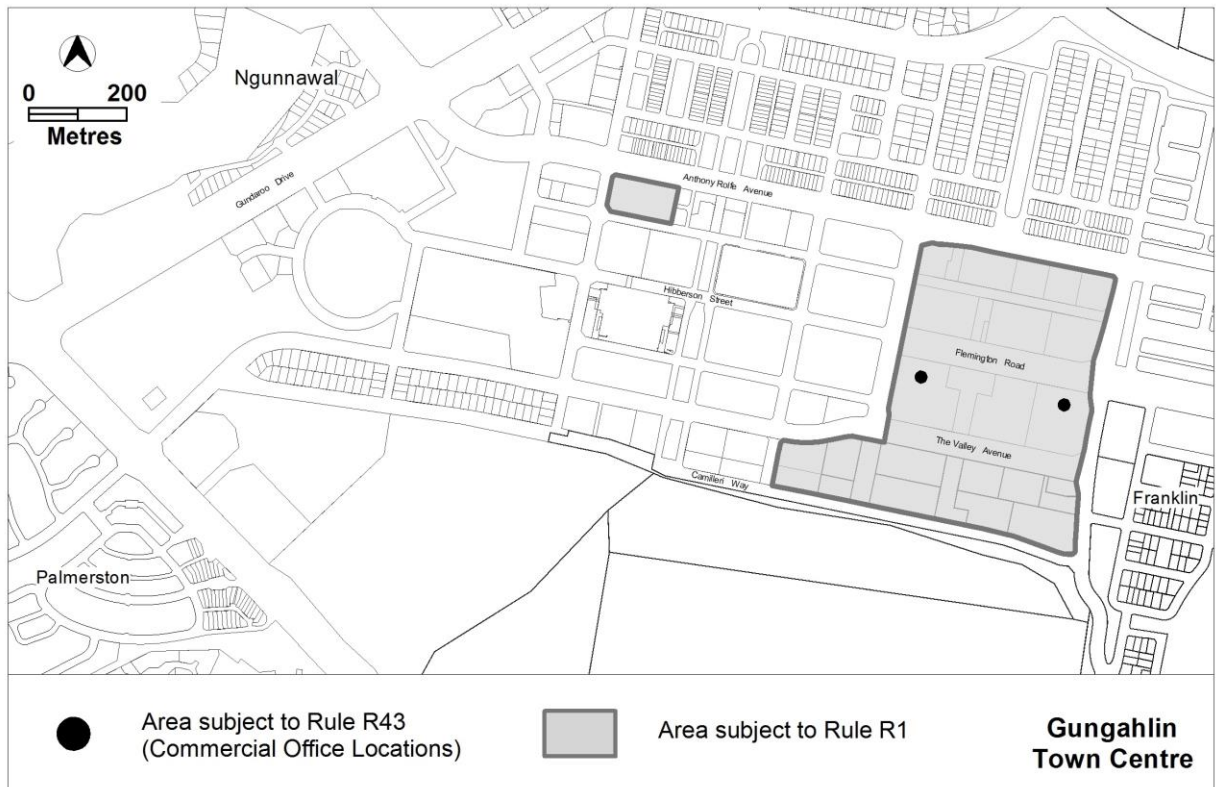 Ngunnawal
0 200
Metres
Gundaroo Drive
Anthony Rolfe Avenue
Hibberson Street
Flemington Road
The Valley Avenue
Camilleri Way
Franklin
Palmerston
Area subject to Rule R43
(Commercial Office Locations)
Area subject to Rule R1
Gungahlin
Town Centre